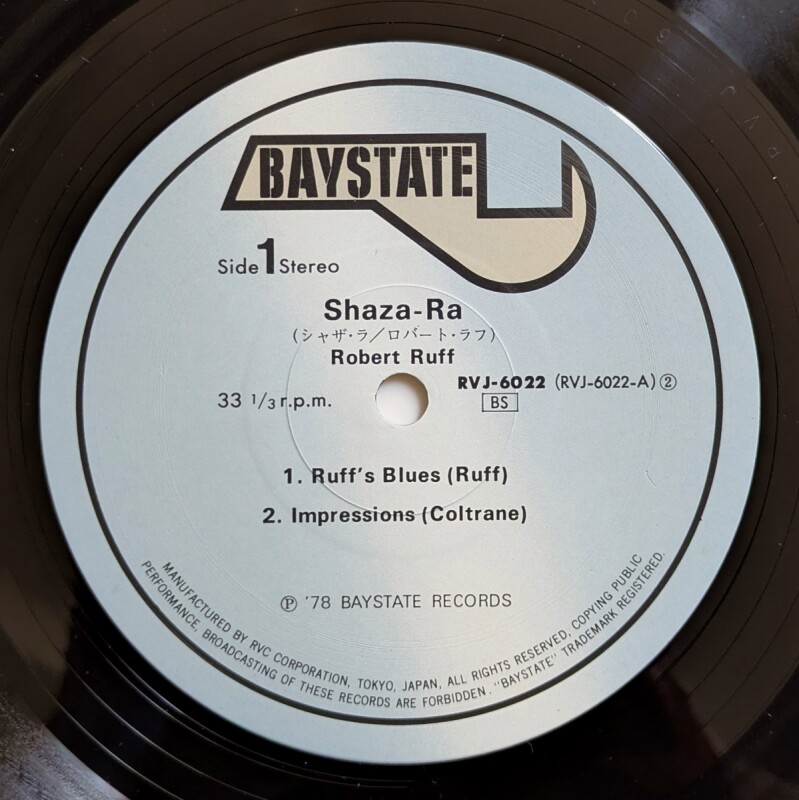 BAYSTATE
Side 1 Stereo
Shaza-Ra
(シャザ・ラ/ロバート・ラフ)
Robert Ruff
33 1/3 r.p.m.
RVJ-6022 (RVJ-6022-A)②
BS
1. Ruff's Blues (Ruff)
2. Impressions (Coltrane)
Ⓟ '78 BAYSTATE RECORDS
MANUFACTURED BY RVC CORPORATION, TOKYO, JAPAN, ALL RIGHTS RESERVED, COPYING PUBLIC
PERFORMANCE, BROADCASTING OF THESE RECORDS ARE FORBIDDEN. "BAYSTATE" TRADEMARK REGISTERED.